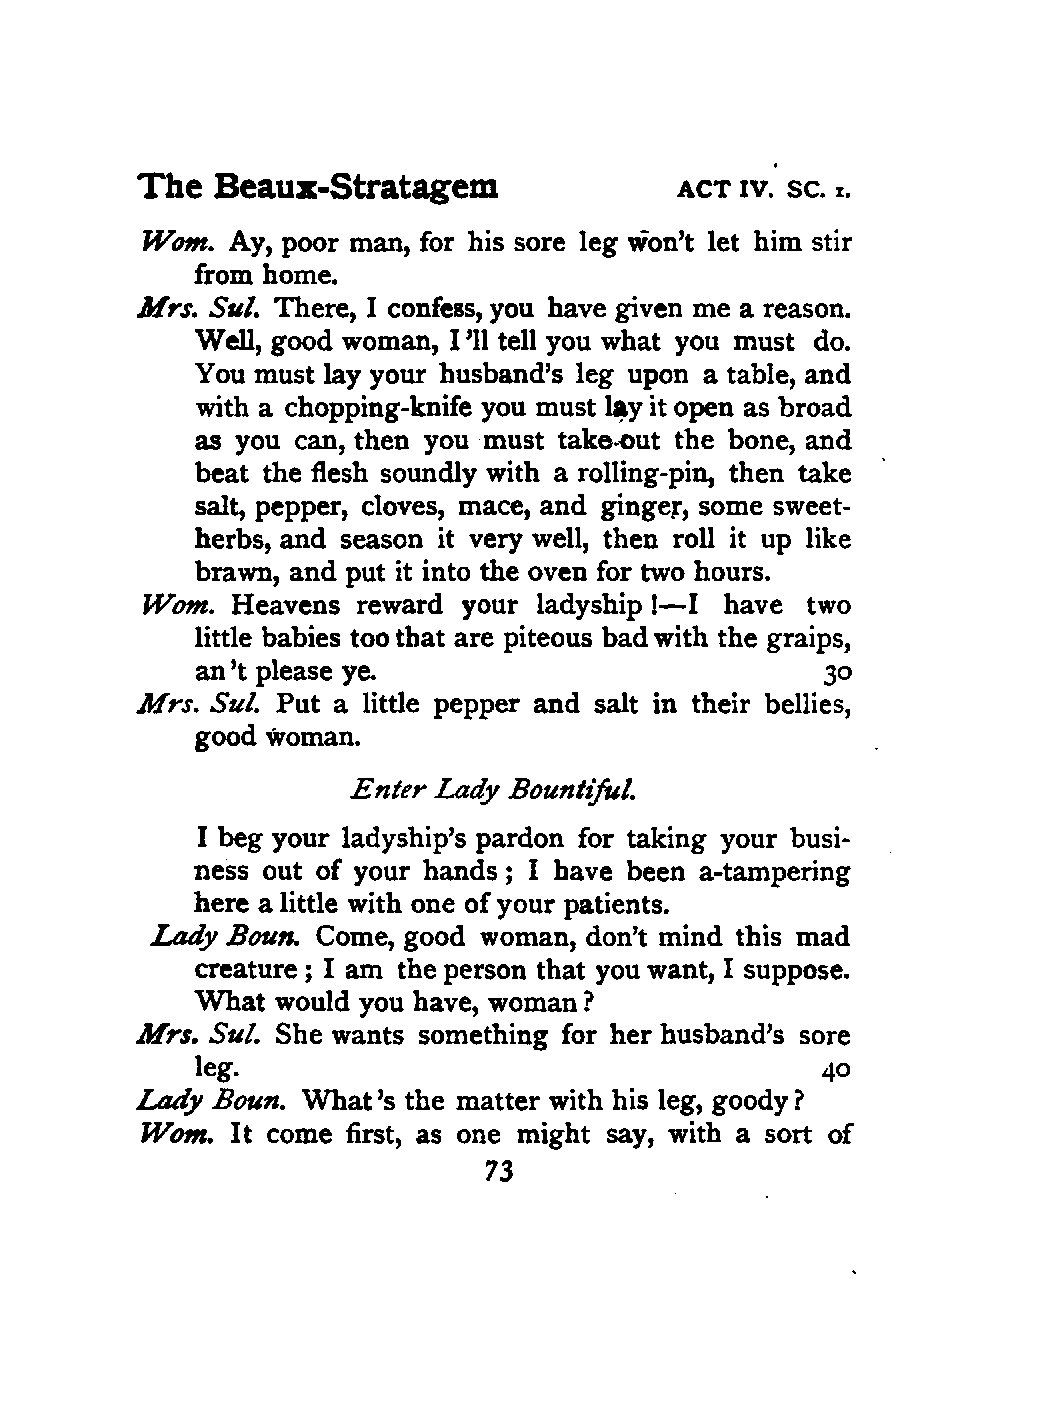 The Beaux-Stratagem ACT IV. SC. I.
Wom. Ay, poor man, for his sore leg won't let him stir
from home.
Mrs. Sul. There, I confess, you have given me a reason.
Well, good woman, I'll tell you what you must do.
You must lay your husband's leg upon a table, and
with a chopping-knife you must lay it open as broad
as you can, then you must take out the bone, and
beat the flesh soundly with a rolling-pin, then take
salt, pepper, cloves, mace, and ginger, some sweet-
herbs, and season it very well, then roll it up like
brawn, and put it into the oven for two hours.
Wom. Heavens reward your ladyship!—I have two
little babies too that are piteous bad with the graips,
an't please ye. 30
Mrs. Sul. Put a little pepper and salt in their bellies,
good woman.
Enter Lady Bountiful.
I beg your ladyship's pardon for taking your busi-
ness out of your hands; I have been a-tampering
here a little with one of your patients.
Lady Boun. Come, good woman, don't mind this mad
creature; I am the person that you want, I suppose.
What would you have, woman?
Mrs. Sul. She wants something for her husband's sore
leg. 40
Lady Boun. What's the matter with his leg, goody?
Wom. It come first, as one might say, with a sort of
73